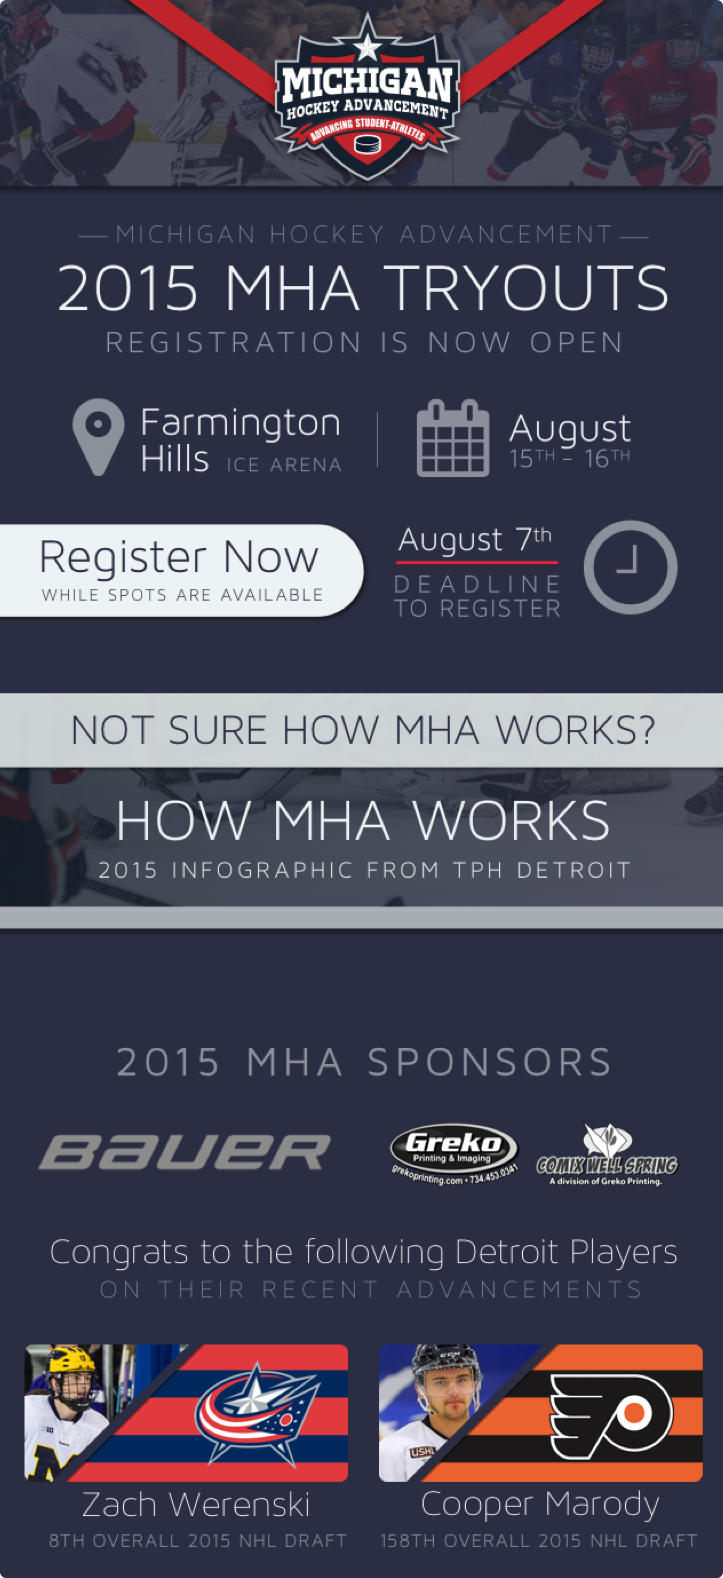 MICHIGAN
HOCKEY ADVANCEMENT
ADVANCING STUDENT-ATHLETES
MICHIGAN HOCKEY ADVANCEMENT
2015 MHA TRYOUTS
REGISTRATION IS NOW OPEN
Farmington
Hills ICE ARENA
August
15TH - 16TH
Register Now
WHILE SPOTS ARE AVAILABLE
August 7th
DEADLINE
TO REGISTER
NOT SURE HOW MHA WORKS?
HOW MHA WORKS
2015 INFOGRAPHIC FROM TPH DETROIT
2015 MHA SPONSORS
BAUER
Greko
Printing & Imaging
grekoprinting.com • 734.453.0341
COMIX WELL SPRING
A division of Greko Printing.
Congrats to the following Detroit Players
ON THEIR RECENT ADVANCEMENTS
M
CCM
USHL
Zach Werenski
8TH OVERALL 2015 NHL DRAFT
Cooper Marody
158TH OVERALL 2015 NHL DRAFT